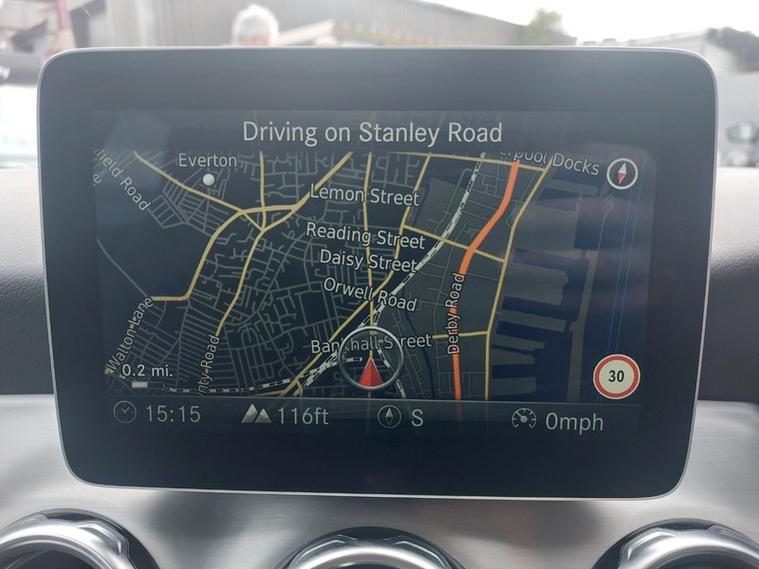 Driving on Stanley Road
Everton
Docks
Road
Lemon Street
Reading Street
Daisy Street
Orwell Road
Derby Road
Walton Lane
Road
0.2 mi.
30
15:15
116ft
S
0mph